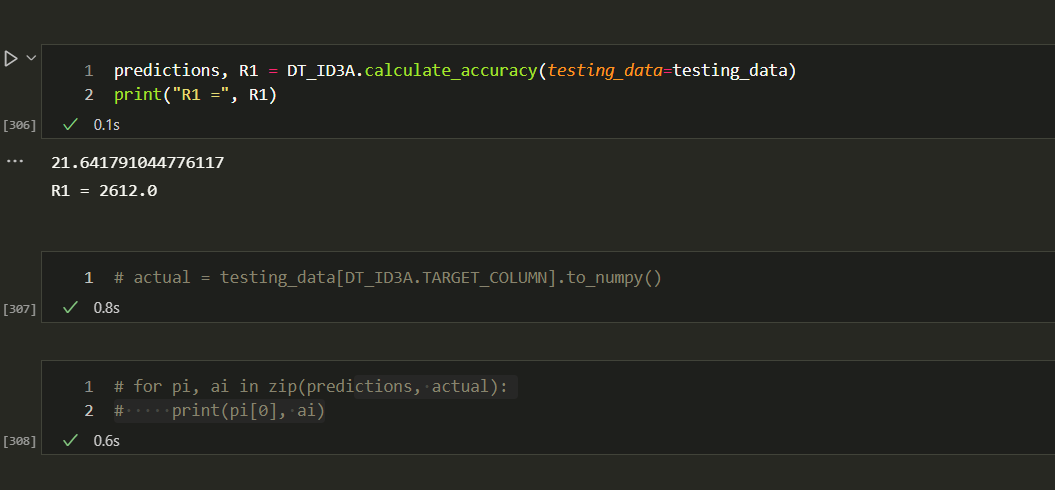 1 predictions, R1 = DT_ID3A.calculate_accuracy(testing_data=testing_data)
2 print("R1 =", R1)
[306] 0.1s
21.641791044776117
R1 = 2612.0
1 # actual = testing_data[DT_ID3A.TARGET_COLUMN].to_numpy()
[307] 0.8s
1 # for pi, ai in zip(predictions, actual):
2 #     print(pi[0], ai)
[308] 0.6s